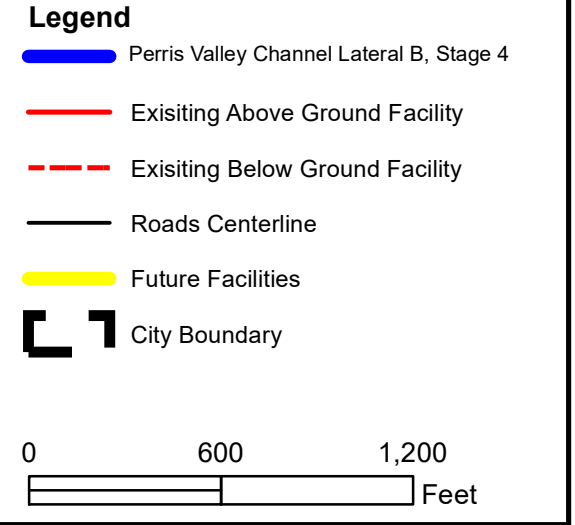 Legend
Perris Valley Channel Lateral B, Stage 4
Exisiting Above Ground Facility
Exisiting Below Ground Facility
Roads Centerline
Future Facilities
City Boundary
0 600 1,200
Feet